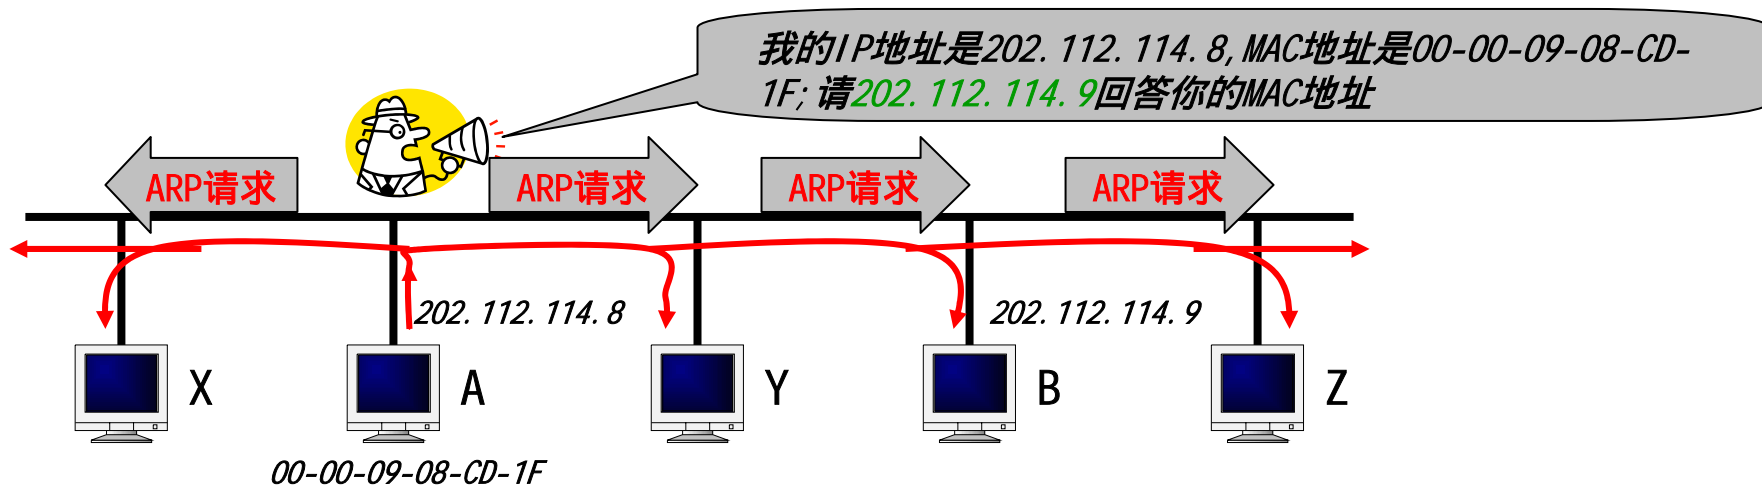 我的IP地址是202.112.114.8,MAC地址是00-00-09-08-CD-
1F;请202.112.114.9回答你的MAC地址
ARP请求 ARP请求 ARP请求 ARP请求
202.112.114.8 202.112.114.9
X A Y B Z
00-00-09-08-CD-1F